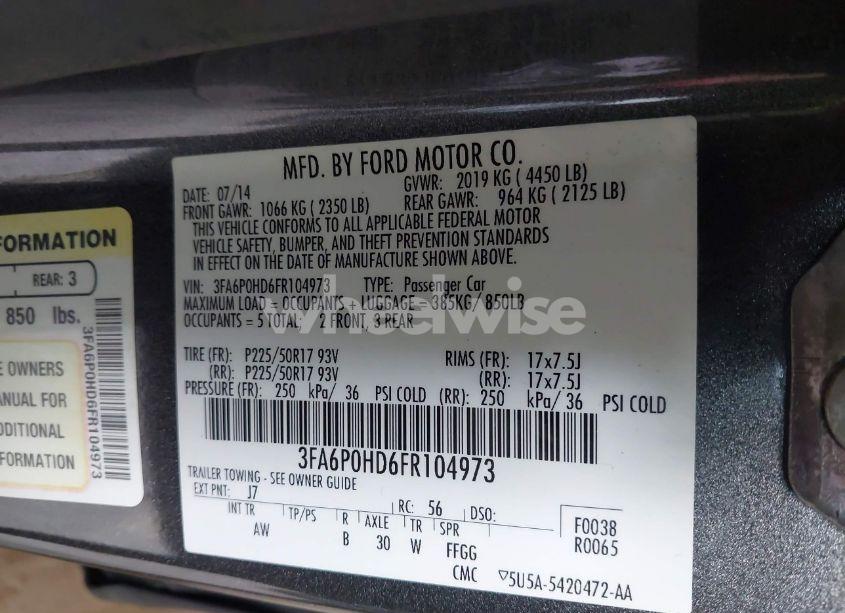 MFD. BY FORD MOTOR CO.
DATE: 07/14 GVWR: 2019 KG ( 4450 LB)
FRONT GAWR: 1066 KG ( 2350 LB) REAR GAWR: 964 KG ( 2125 LB)
THIS VEHICLE CONFORMS TO ALL APPLICABLE FEDERAL MOTOR
VEHICLE SAFETY, BUMPER, AND THEFT PREVENTION STANDARDS
IN EFFECT ON THE DATE OF MANUFACTURE SHOWN ABOVE.
VIN: 3FA6P0HD6FR104973 TYPE: Passenger Car
MAXIMUM LOAD = OCCUPANTS + LUGGAGE = 385KG/ 850LB
OCCUPANTS = 5 TOTAL: 2 FRONT, 3 REAR
wheelwise
TIRE (FR): P225/50R17 93V RIMS (FR): 17x7.5J
(RR): P225/50R17 93V (RR): 17x7.5J
PRESSURE (FR): 250 kPa/ 36 PSI COLD (RR): 250 kPa/ 36 PSI COLD
3FA6P0HD6FR104973
TRAILER TOWING - SEE OWNER GUIDE
EXT PNT: J7 RC: 56 DSO:
INT TR TP/PS R AXLE TR SPR F0038
AW B 30 W FFGG R0065
CMC ▽5U5A-5420472-AA
FORMATION
REAR: 3
850 lbs.
E OWNERS
ANUAL FOR
DDITIONAL
FORMATION
3FA6P0HD6FR104973